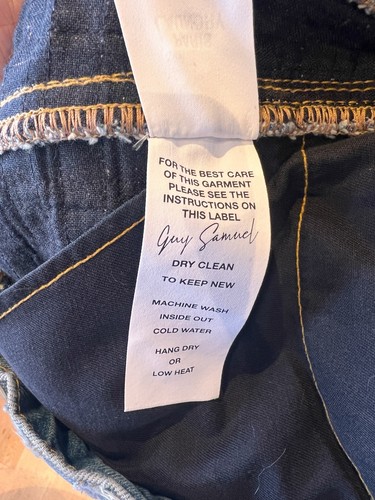 FOR THE BEST CARE
OF THIS GARMENT
PLEASE SEE THE
INSTRUCTIONS ON
THIS LABEL
Guy Samuel
DRY CLEAN
TO KEEP NEW
MACHINE WASH
INSIDE OUT
COLD WATER
HANG DRY
OR
LOW HEAT